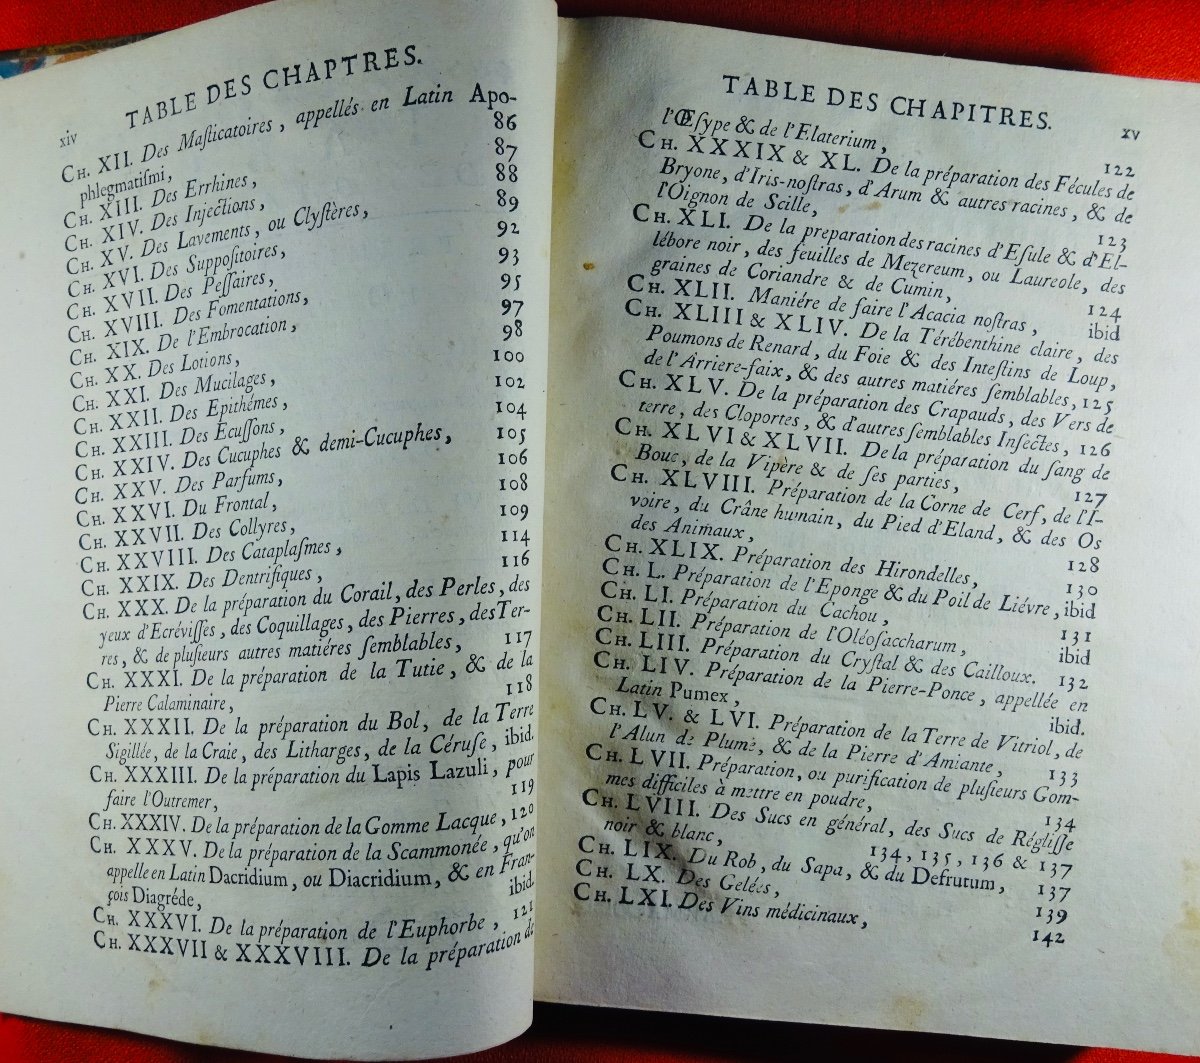 xiv TABLE DES CHAPTRES.
CH. XII. Des Maſticatoires, appellés en Latin Apo-
phlegmatiſmi, 86
CH. XIII. Des Errhines, 87
CH. XIV. Des Injections, 88
CH. XV. Des Lavements, ou Clyſtères, 89
CH. XVI. Des Suppoſitoires, 92
CH. XVII. Des Peſſaires, 93
CH. XVIII. Des Fomentations, 95
CH. XIX. De l'Embrocation, 97
CH. XX. Des Lotions, 98
CH. XXI. Des Mucilages, 100
CH. XXII. Des Epithémes, 102
CH. XXIII. Des Ecuſſons, 104
CH. XXIV. Des Cucuphes & demi-Cucuphes, 105
CH. XXV. Des Parfums, 106
CH. XXVI. Du Frontal, 108
CH. XXVII. Des Collyres, 109
CH. XXVIII. Des Cataplaſmes, 114
CH. XXIX. Des Dentrifiques, 116
CH. XXX. De la préparation du Corail, des Perles, des
yeux d'Ecréviſſes, des Coquillages, des Pierres, des Ter-
res, & de pluſieurs autres matiéres ſemblables, 117
CH. XXXI. De la préparation de la Tutie, & de la
Pierre Calaminaire, 118
CH. XXXII. De la préparation du Bol, de la Terre
Sigillée, de la Craie, des Litharges, de la Céruſe, ibid.
CH. XXXIII. De la préparation du Lapis Lazuli, pour
faire l'Outremer, 119
CH. XXXIV. De la préparation de la Gomme Lacque, 120
CH. XXXV. De la préparation de la Scammonée, qu'on
appelle en Latin Dacridium, ou Diacridium, & en Fran-
çois Diagréde, ibid.
CH. XXXVI. De la préparation de l'Euphorbe, 121
CH. XXXVII & XXXVIII. De la préparation de
TABLE DES CHAPITRES. xv
l'Œſype & de l'Elaterium, 122
CH. XXXIX & XL. De la préparation des Fécules de
Bryone, d'Iris-noſtras, d'Arum & autres racines, & de
l'Oignon de Scille, 123
CH. XLI. De la préparation des racines d'Eſule & d'El-
lébore noir, des feuilles de Mezereum, ou Laureole, des
graines de Coriandre & de Cumin, 124
CH. XLII. Maniére de faire l'Acacia noſtras, ibid
CH. XLIII & XLIV. De la Térébenthine claire, des
Poumons de Renard, du Foie & des Inteſtins de Loup,
de l'Arriere-faix, & des autres matiéres ſemblables, 125
CH. XLV. De la préparation des Crapauds, des Vers de
terre, des Cloportes, & d'autres ſemblables Inſectes, 126
CH. XLVI & XLVII. De la préparation du ſang de
Bouc, de la Vipère & de ſes parties, 127
CH. XLVIII. Préparation de la Corne de Cerf, de l'I-
voire, du Crâne humain, du Pied d'Eland, & des Os
des Animaux, 128
CH. XLIX. Préparation des Hirondelles, 130
CH. L. Préparation de l'Eponge & du Poil de Liévre, ibid
CH. LI. Préparation du Cachou, 131
CH. LII. Préparation de l'Oléoſaccharum, ibid
CH. LIII. Préparation du Cryſtal & des Cailloux. 132
CH. LIV. Préparation de la Pierre-Ponce, appellée en
Latin Pumex, ibid.
CH. LV. & LVI. Préparation de la Terre de Vitriol, de
l'Alun de Plume, & de la Pierre d'Amiante, 133
CH. LVII. Préparation, ou purification de pluſieurs Gom-
mes difficiles à mettre en poudre, 134
CH. LVIII. Des Sucs en général, des Sucs de Régliſſe
noir & blanc, 134, 135, 136 & 137
CH. LIX. Du Rob, du Sapa, & du Defrutum, 137
CH. LX. Des Gelées, 139
CH. LXI. Des Vins médicinaux, 142